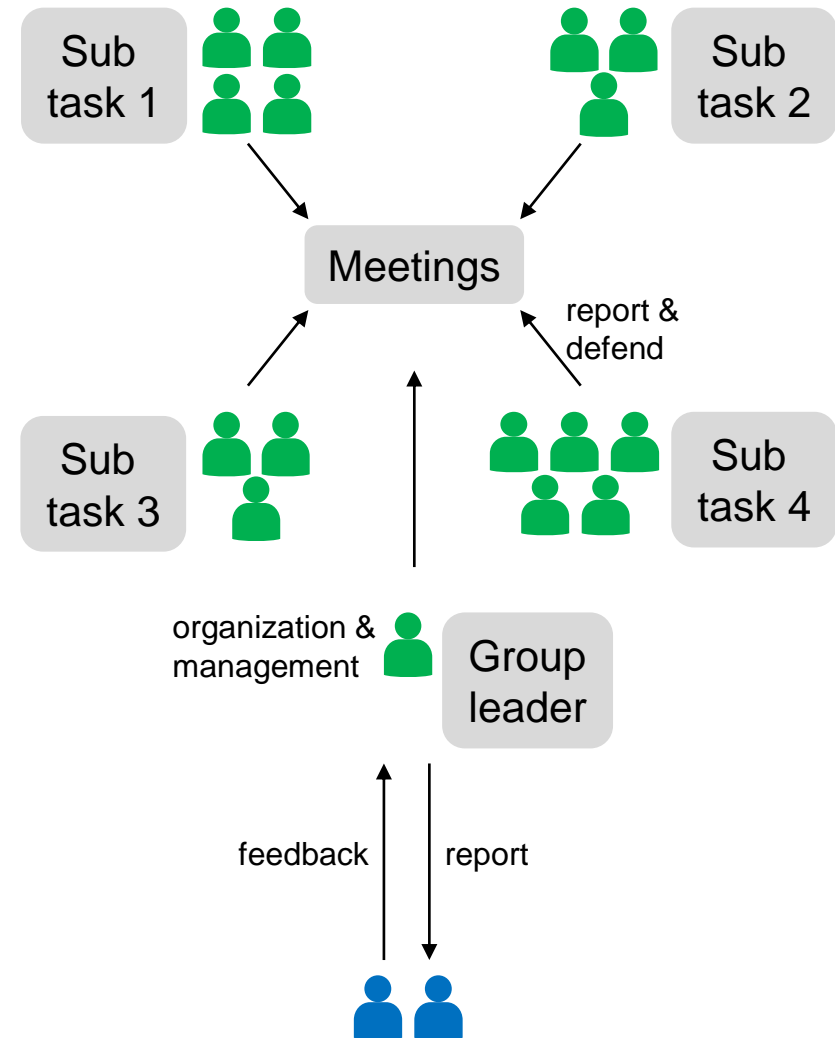 Sub
task 1
Sub
task 2
Meetings
report &
defend
Sub
task 3
Sub
task 4
organization &
management
Group
leader
feedback
report